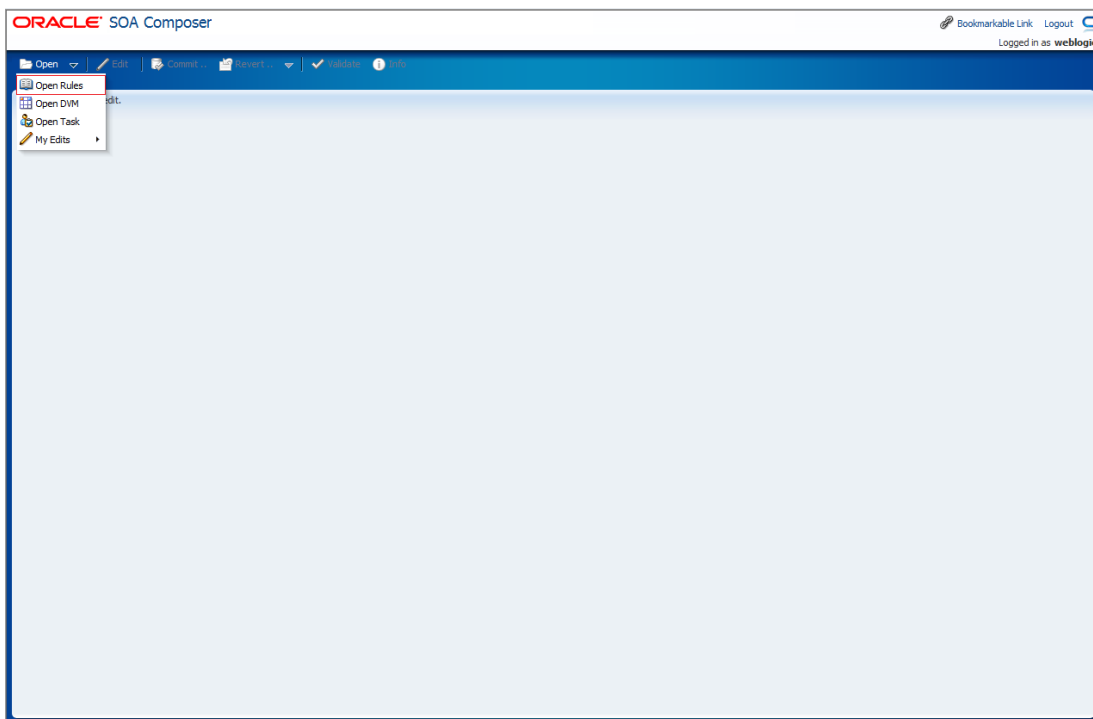 ORACLE SOA Composer
Bookmarkable Link Logout
Logged in as weblogic
Open Edit Commit .. Revert .. Validate Info
Open Rules
Open DVM edit.
Open Task
My Edits